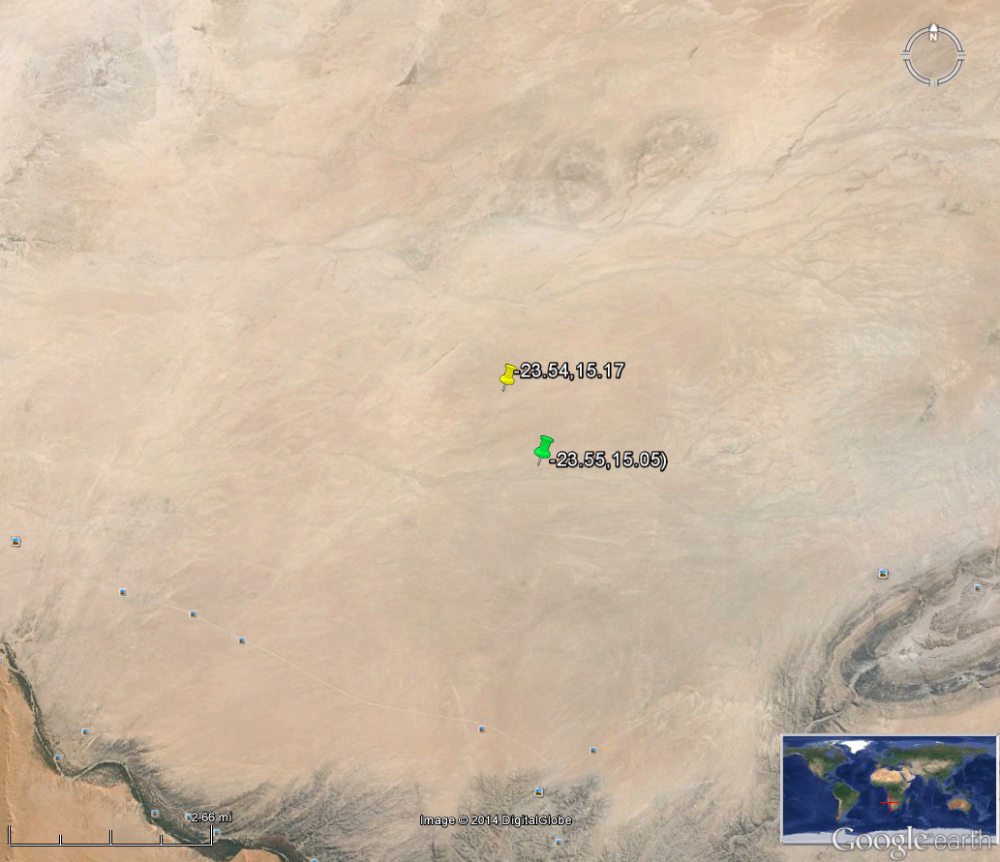 N
-23.54,15.17
-23.55,15.05)
2.66 mi
Image © 2014 DigitalGlobe
Google earth